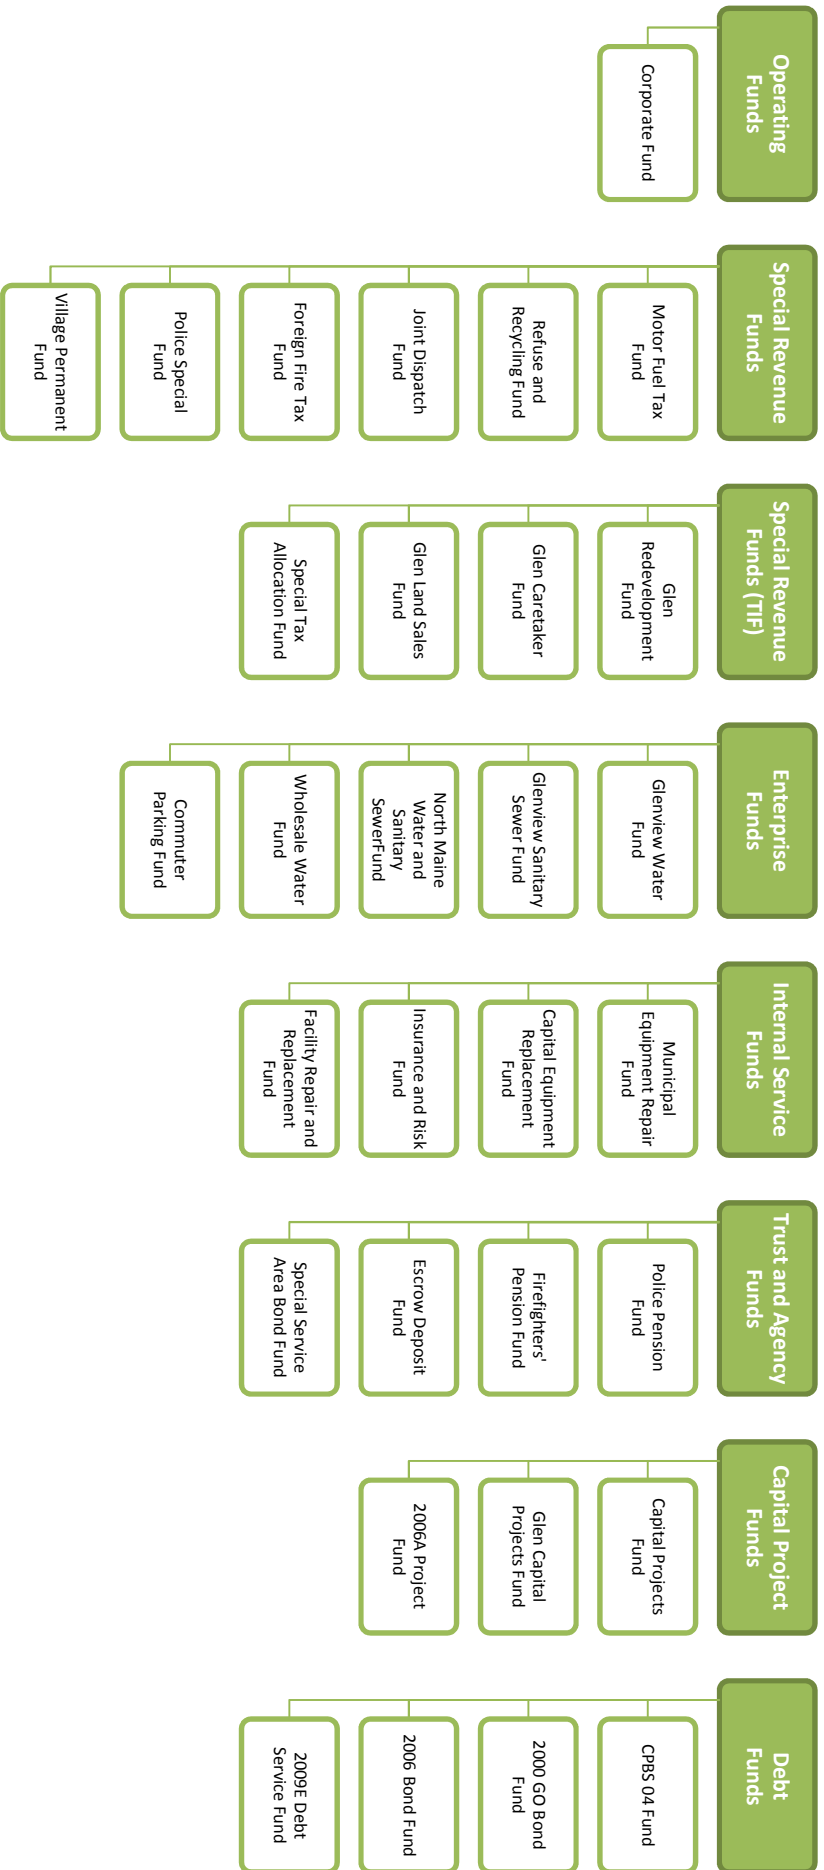 Operating
Funds
Corporate Fund
Special Revenue
Funds
Motor Fuel Tax
Fund
Refuse and
Recycling Fund
Joint Dispatch
Fund
Foreign Fire Tax
Fund
Police Special
Fund
Village Permanent
Fund
Special Revenue
Funds (TIF)
Glen
Redevelopment
Fund
Glen Caretaker
Fund
Glen Land Sales
Fund
Special Tax
Allocation Fund
Enterprise
Funds
Glenview Water
Fund
Glenview Sanitary
Sewer Fund
North Maine
Water and
Sanitary
SewerFund
Wholesale Water
Fund
Commuter
Parking Fund
Internal Service
Funds
Municipal
Equipment Repair
Fund
Capital Equipment
Replacement
Fund
Insurance and Risk
Fund
Facility Repair and
Replacement
Fund
Trust and Agency
Funds
Police Pension
Fund
Firefighters'
Pension Fund
Escrow Deposit
Fund
Special Service
Area Bond Fund
Capital Project
Funds
Capital Projects
Fund
Glen Capital
Projects Fund
2006A Project
Fund
Debt
Funds
CPBS 04 Fund
2000 GO Bond
Fund
2006 Bond Fund
2009E Debt
Service Fund